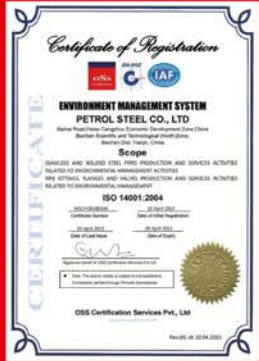 Certificate of Registration
OSS
IAF
CERTIFICATE
ENVIRONMENT MANAGEMENT SYSTEM
PETROL STEEL CO., LTD
Beihai Road,Hebei Cangzhou Economic Development Zone,China
Beichen Scientific and Technological (North)Zone,
Beichen Dist. Tianjin, China
Scope
SEAMLESS AND WELDED STEEL PIPES PRODUCTION AND SERVICES ACTIVITIES
RELATED TO ENVIRONMENTAL MANAGEMENT ACTIVITIES
PIPE FITTINGS, FLANGES AND VALVES PRODUCTION AND SERVICES ACTIVITIES
RELATED TO ENVIRONMENTAL MANAGEMENT
ISO 14001:2004
Certificate Number
Date of Initial Registration
Date of Last Issue
Date of Expiry
OSS Certification Services Pvt., Ltd